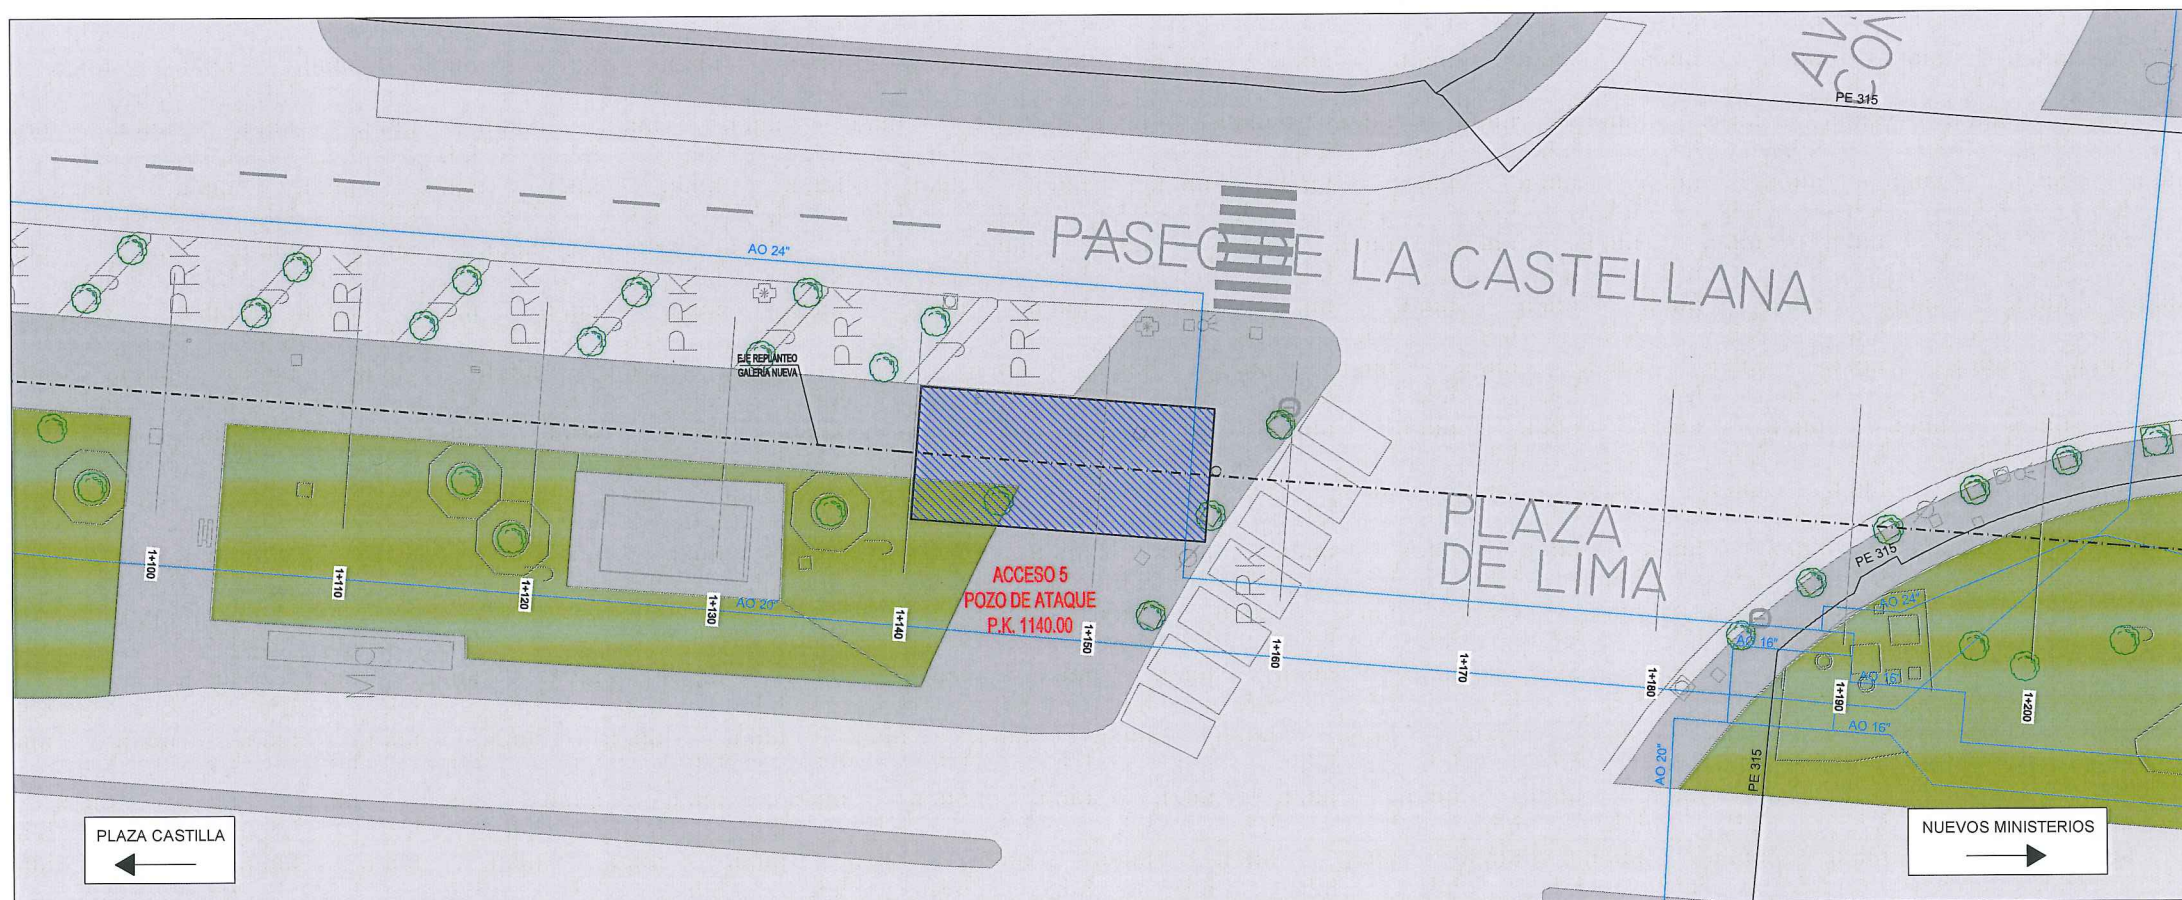 AV.
CON
PE 315
PASEO DE LA CASTELLANA
AO 24"
PRK
PRK
PRK
PRK
PRK
PRK
PRK
EJE REPLANTEO
GALERÍA NUEVA
PLAZA
DE LIMA
PRK
ACCESO 5
POZO DE ATAQUE
P.K. 1140.00
1+100
1+110
1+120
1+130
1+140
1+150
1+160
1+170
1+180
1+190
1+200
AO 20"
PE 315
AO 24"
AO 16"
AO 16"
AO 16"
AO 20"
PE 315
PLAZA CASTILLA
NUEVOS MINISTERIOS